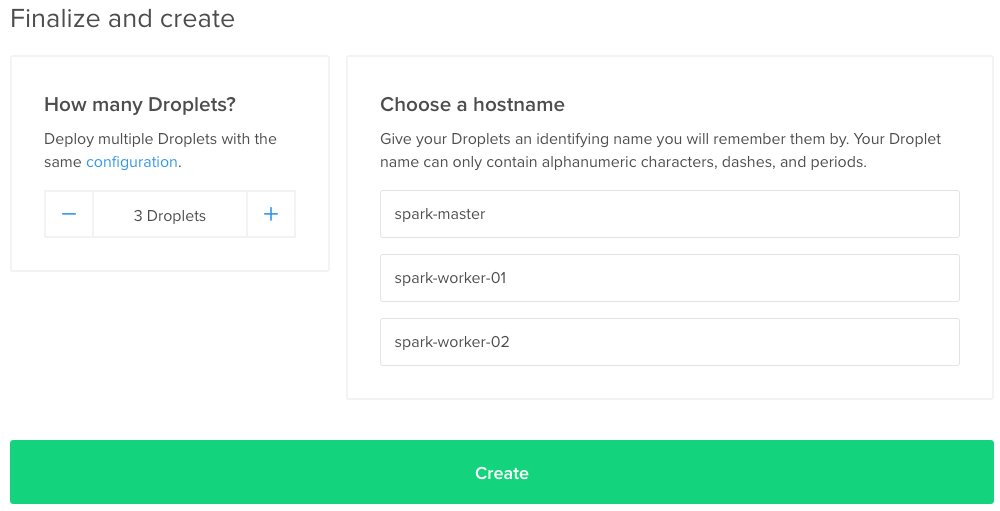 Finalize and create
How many Droplets?
Deploy multiple Droplets with the
same configuration.
− 3 Droplets +
Choose a hostname
Give your Droplets an identifying name you will remember them by. Your Droplet
name can only contain alphanumeric characters, dashes, and periods.
spark-master
spark-worker-01
spark-worker-02
Create